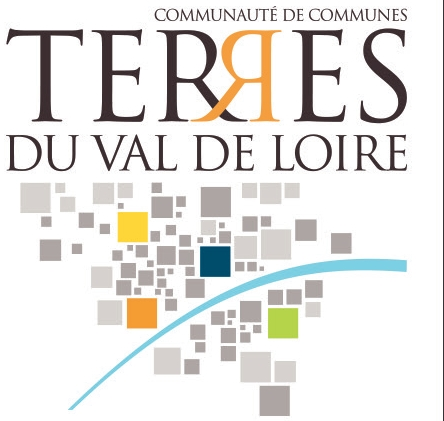 COMMUNAUTÉ DE COMMUNES
TERRES
DU VAL DE LOIRE